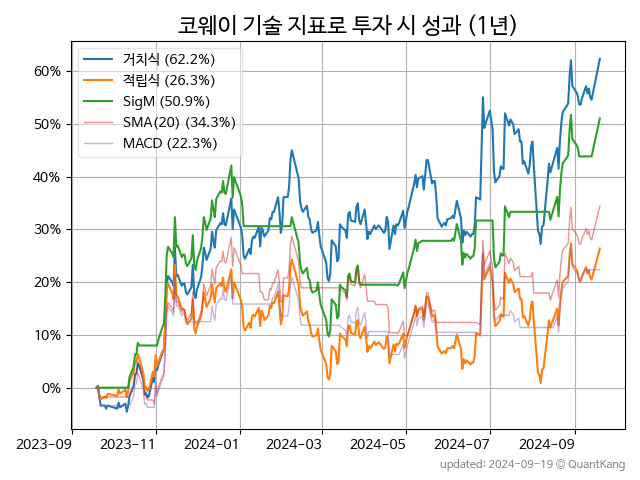 코웨이 기술 지표로 투자 시 성과 (1년)
거치식 (62.2%)
적립식 (26.3%)
SigM (50.9%)
SMA(20) (34.3%)
MACD (22.3%)
60%
50%
40%
30%
20%
10%
0%
2023-09 2023-11 2024-01 2024-03 2024-05 2024-07 2024-09
updated: 2024-09-19 © QuantKang